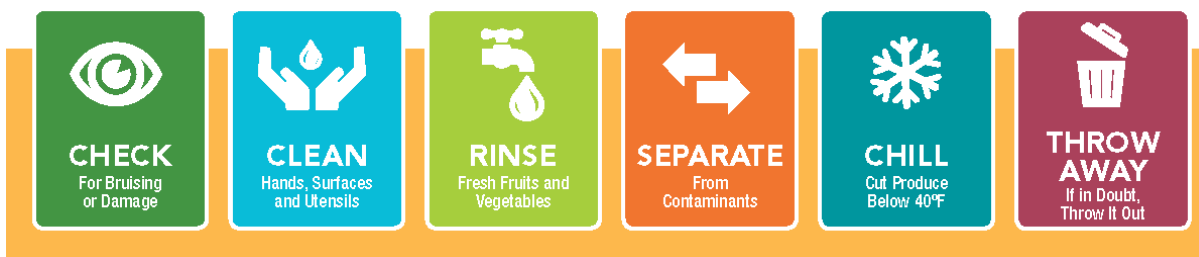 CHECK
For Bruising
or Damage
CLEAN
Hands, Surfaces
and Utensils
RINSE
Fresh Fruits and
Vegetables
SEPARATE
From
Contaminants
CHILL
Cut Produce
Below 40ºF
THROW
AWAY
If in Doubt,
Throw It Out